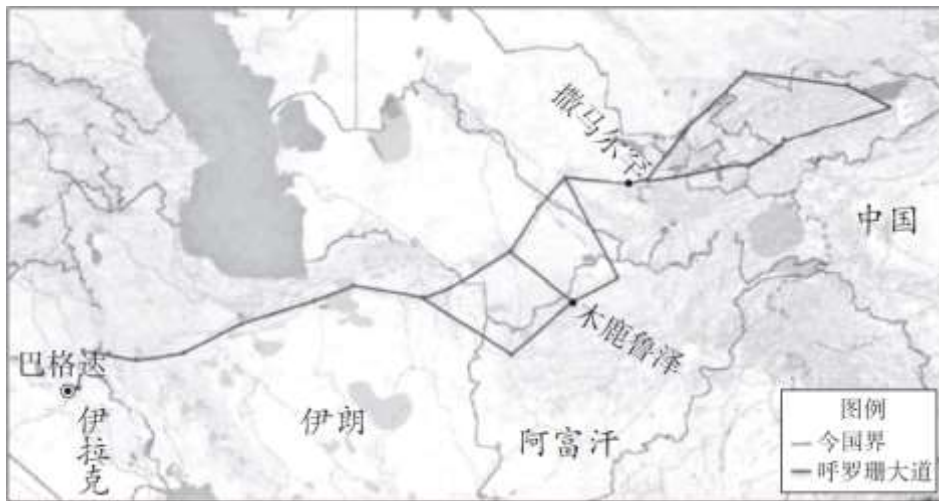 撒马尔罕
中国
木鹿鲁泽
巴格达
伊拉克
伊朗
阿富汗
图例
今国界
呼罗珊大道